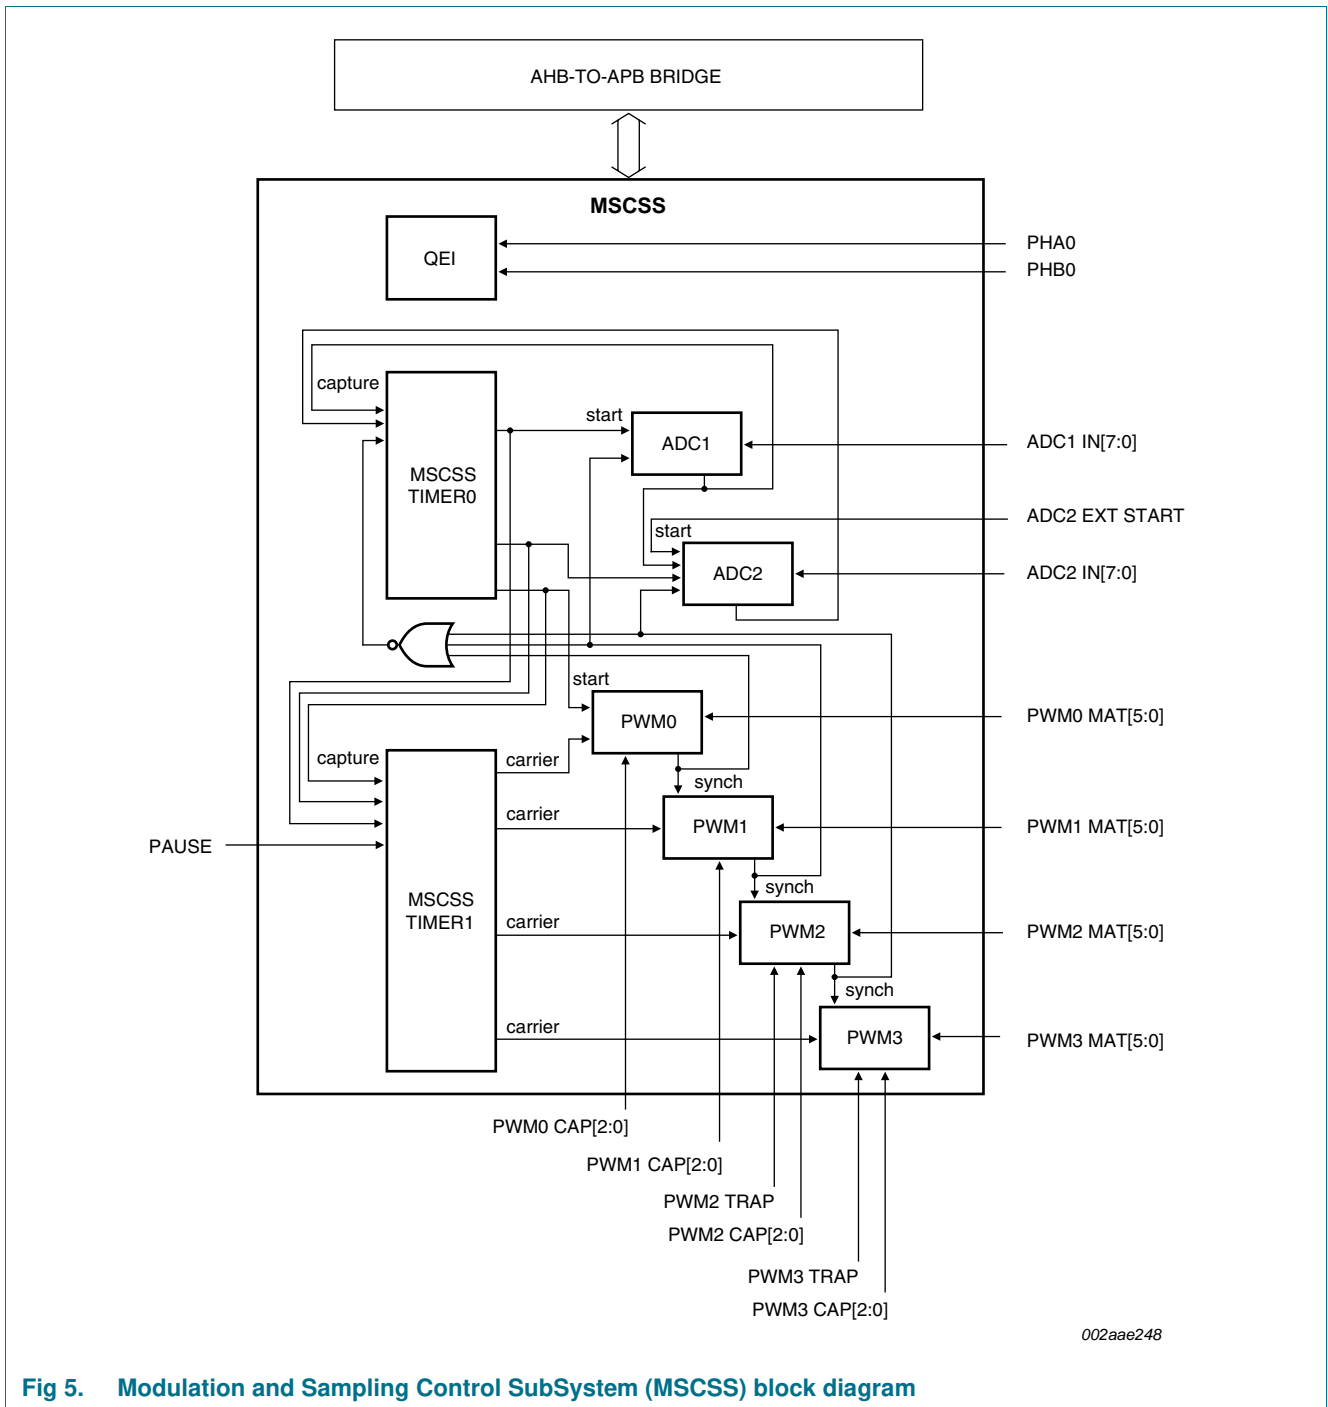 AHB-TO-APB BRIDGE
MSCSS
QEI
PHA0
PHB0
capture
MSCSS
TIMER0
start
ADC1
ADC1 IN[7:0]
ADC2 EXT START
start
ADC2
ADC2 IN[7:0]
start
PWM0
PWM0 MAT[5:0]
capture
carrier
synch
carrier
PWM1
PWM1 MAT[5:0]
PAUSE
MSCSS
TIMER1
synch
carrier
PWM2
PWM2 MAT[5:0]
synch
carrier
PWM3
PWM3 MAT[5:0]
PWM0 CAP[2:0]
PWM1 CAP[2:0]
PWM2 TRAP
PWM2 CAP[2:0]
PWM3 TRAP
PWM3 CAP[2:0]
002aae248
Fig 5. Modulation and Sampling Control SubSystem (MSCSS) block diagram